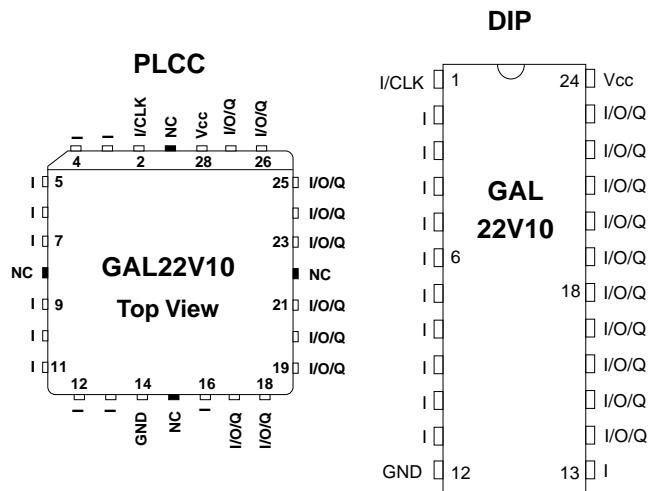 PLCC
I
I
I/CLK
NC
Vcc
I/O/Q
I/O/Q
4
2
28
26
I 5
25 I/O/Q
I
I/O/Q
I 7
23 I/O/Q
NC
GAL22V10
NC
I 9
Top View
21 I/O/Q
I
I/O/Q
I 11
19 I/O/Q
12
14
16
18
I
I
GND
NC
I
I/O/Q
I/O/Q
DIP
I/CLK 1
24 Vcc
I
I/O/Q
I
I/O/Q
I
GAL
I/O/Q
I
22V10
I/O/Q
I 6
I/O/Q
I
18 I/O/Q
I
I/O/Q
I
I/O/Q
I
I/O/Q
I
I/O/Q
GND 12
13 I